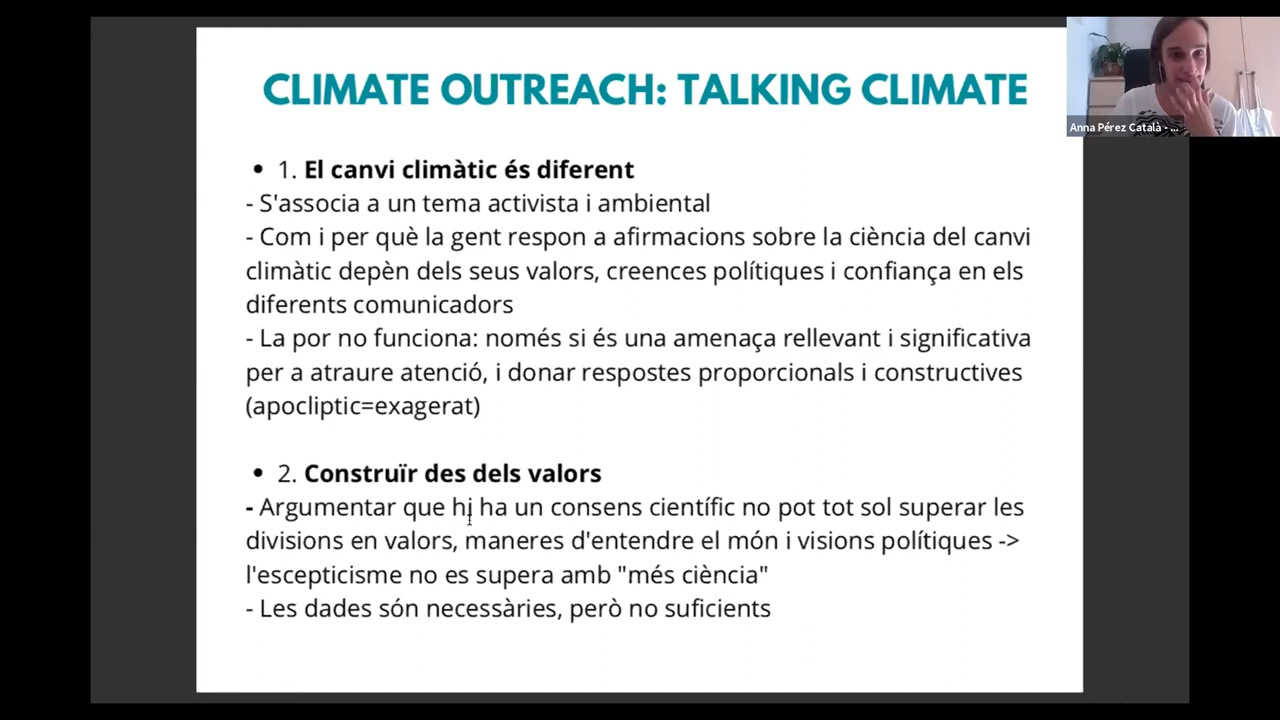 CLIMATE OUTREACH: TALKING CLIMATE
Anna Pérez Català - ...
• 1. El canvi climàtic és diferent
- S'associa a un tema activista i ambiental
- Com i per què la gent respon a afirmacions sobre la ciència del canvi
climàtic depèn dels seus valors, creences polítiques i confiança en els
diferents comunicadors
- La por no funciona: només si és una amenaça rellevant i significativa
per a atraure atenció, i donar respostes proporcionals i constructives
(apocliptic=exagerat)
• 2. Construïr des dels valors
- Argumentar que hi ha un consens científic no pot tot sol superar les
divisions en valors, maneres d'entendre el món i visions polítiques ->
l'escepticisme no es supera amb "més ciència"
- Les dades són necessàries, però no suficients